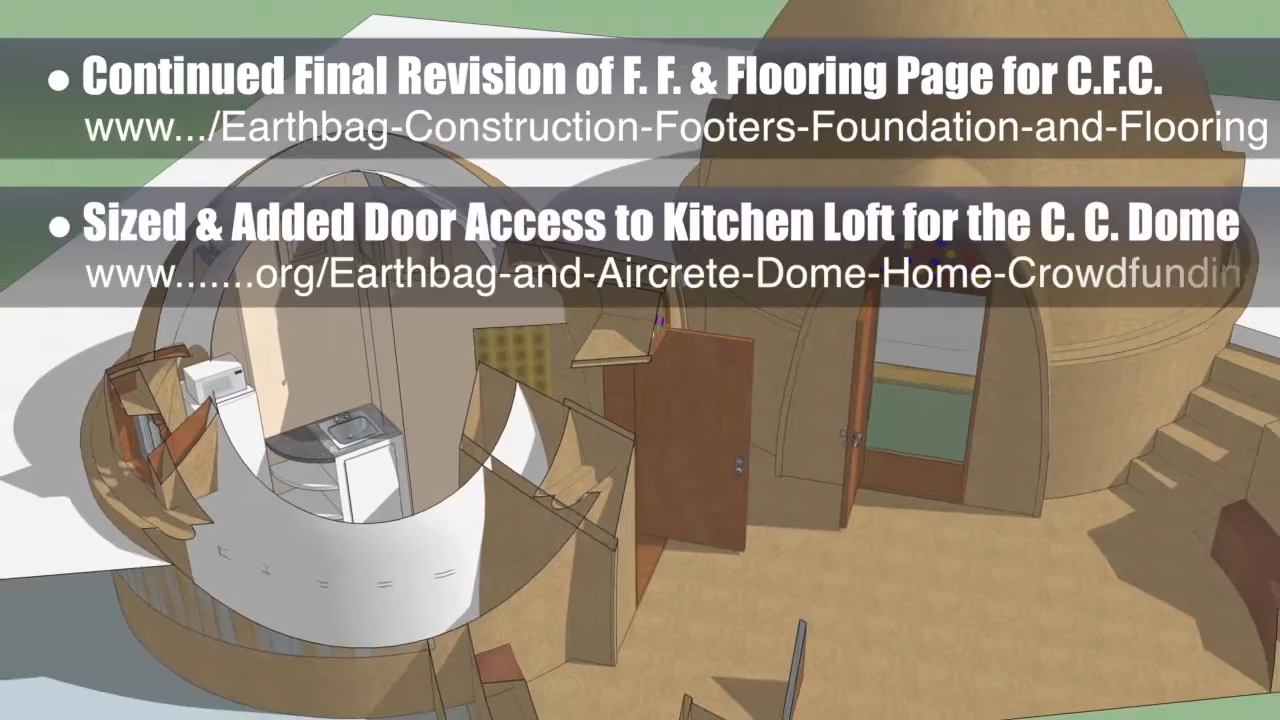 • Continued Final Revision of F. F. & Flooring Page for C.F.C.
www.../Earthbag-Construction-Footers-Foundation-and-Flooring
• Sized & Added Door Access to Kitchen Loft for the C. C. Dome
www.......org/Earthbag-and-Aircrete-Dome-Home-Crowdfundin